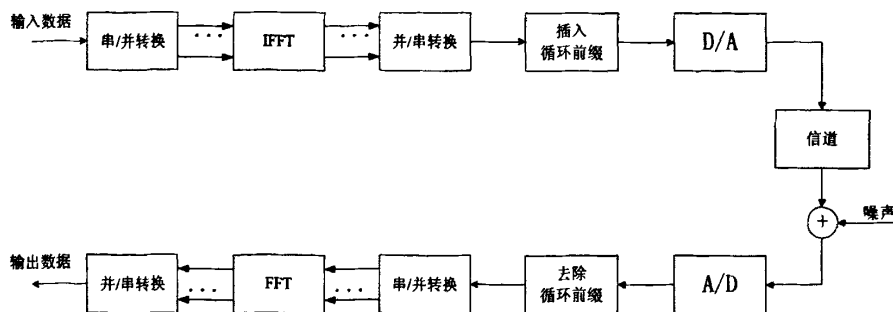 输入数据
串/并转换
...
IFFT
...
并/串转换
插入
循环前缀
D/A
信道
+
噪声
输出数据
并/串转换
...
FFT
...
串/并转换
去除
循环前缀
A/D